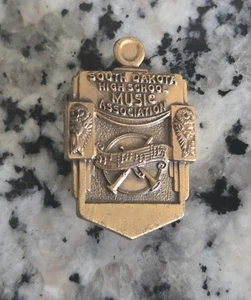 SOUTH DAKOTA
HIGH SCHOOL
MUSIC
ASSOCIATION